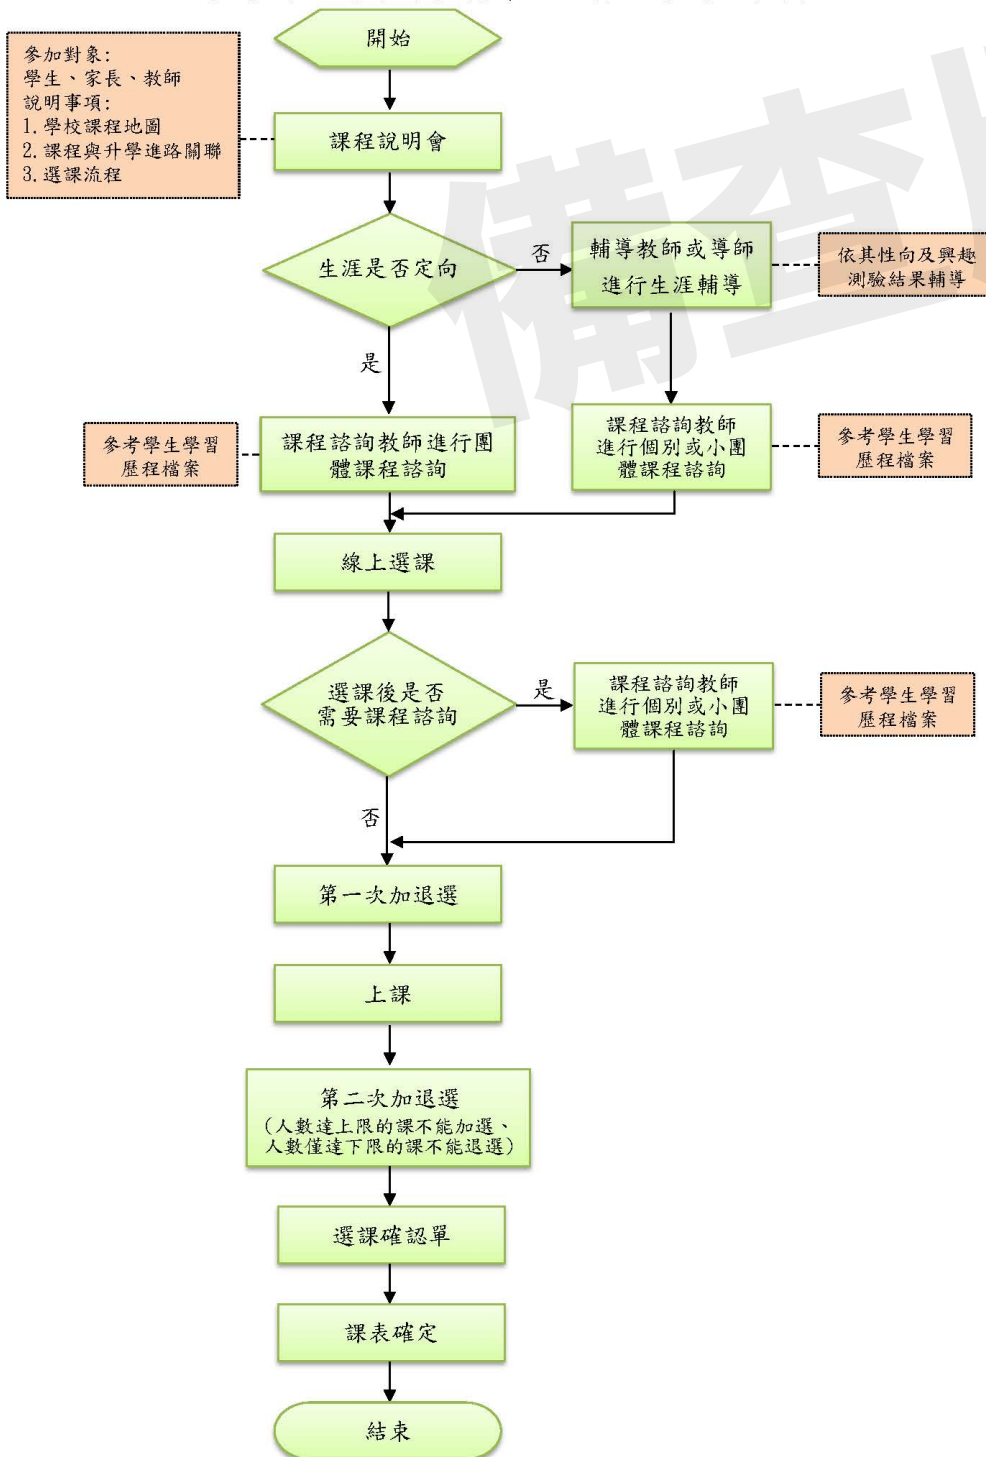 開始
參加對象:
學生、家長、教師
說明事項:
1.學校課程地圖
2.課程與升學進路關聯
3.選課流程
課程說明會
生涯是否定向
否
輔導教師或導師
進行生涯輔導
依其性向及興趣
測驗結果輔導
是
參考學生學習
歷程檔案
課程諮詢教師進行團
體課程諮詢
課程諮詢教師
進行個別或小團
體課程諮詢
參考學生學習
歷程檔案
線上選課
選課後是否
需要課程諮詢
是
課程諮詢教師
進行個別或小團
體課程諮詢
參考學生學習
歷程檔案
否
第一次加退選
上課
第二次加退選
(人數達上限的課不能加選、
人數僅達下限的課不能退選)
選課確認單
課表確定
結束
備查